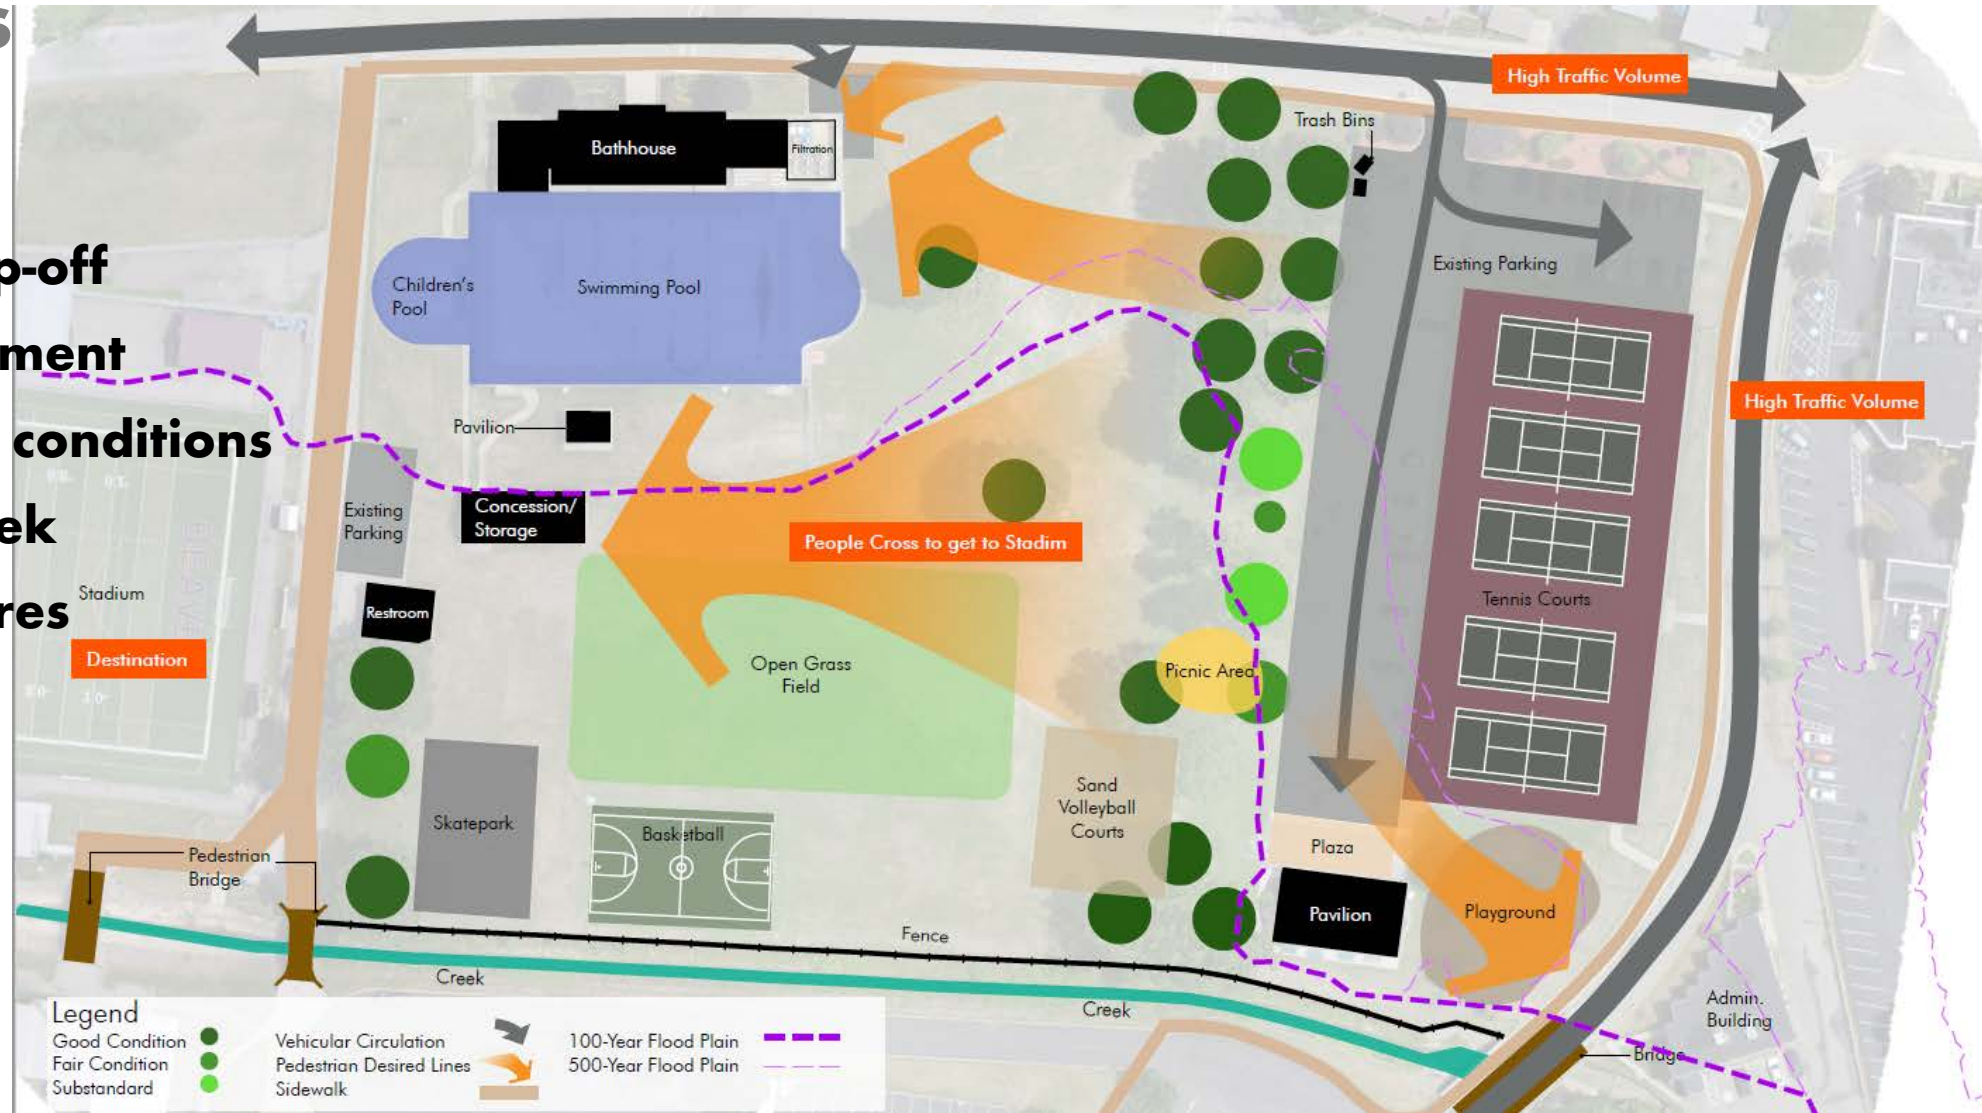 s
p-off
ment
conditions
ek
res
High Traffic Volume
Trash Bins
Bathhouse
Filtration
Existing Parking
Children's
Pool
Swimming Pool
High Traffic Volume
Pavilion
Concession/
Storage
Existing
Parking
People Cross to get to Stadim
Stadium
Restroom
Tennis Courts
Destination
Open Grass
Field
Picnic Area
Sand
Volleyball
Courts
Skatepark
Basketball
Plaza
Pedestrian
Bridge
Pavilion
Playground
Fence
Creek
Creek
Admin.
Building
Bridge
Legend
Good Condition
Fair Condition
Substandard
Vehicular Circulation
Pedestrian Desired Lines
Sidewalk
100-Year Flood Plain
500-Year Flood Plain